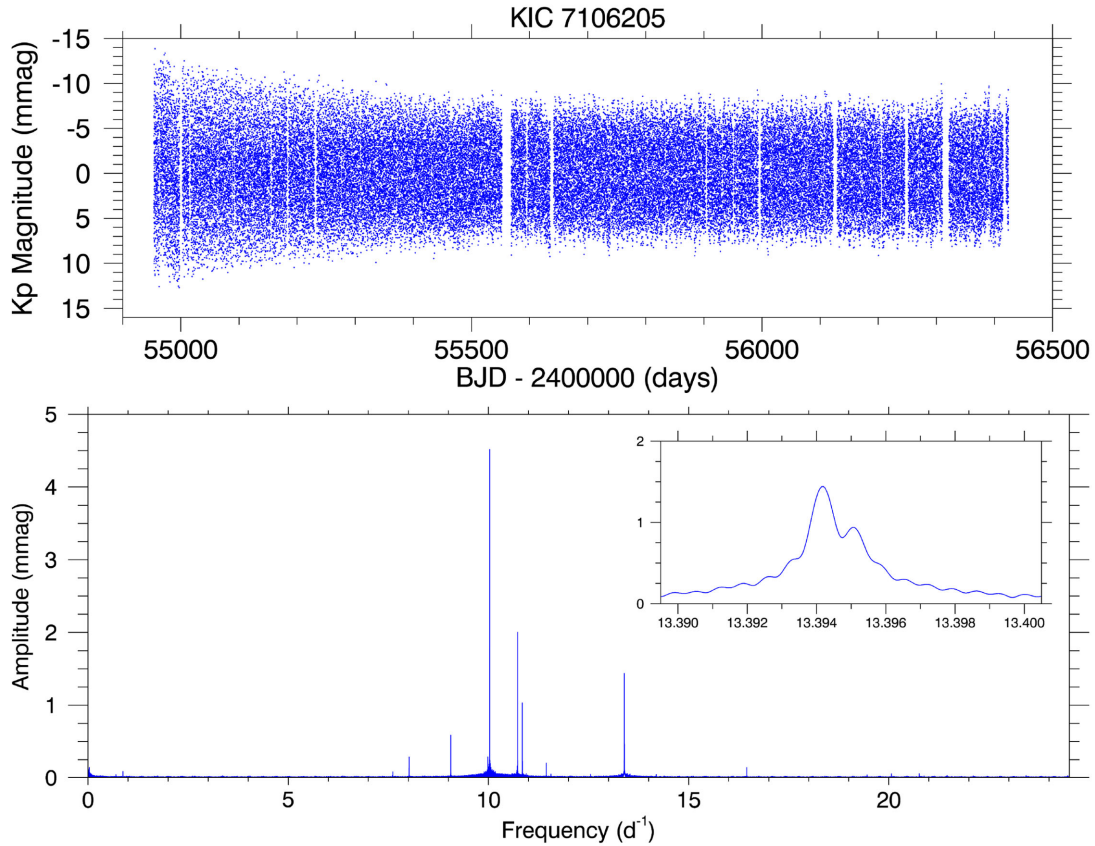 KIC 7106205
Kp Magnitude (mmag)
-15
-10
-5
0
5
10
15
55000 55500 56000 56500
BJD - 2400000 (days)
Amplitude (mmag)
5
4
3
2
1
0
0 5 10 15 20
Frequency (d-1)
2
1
0
13.390 13.392 13.394 13.396 13.398 13.400